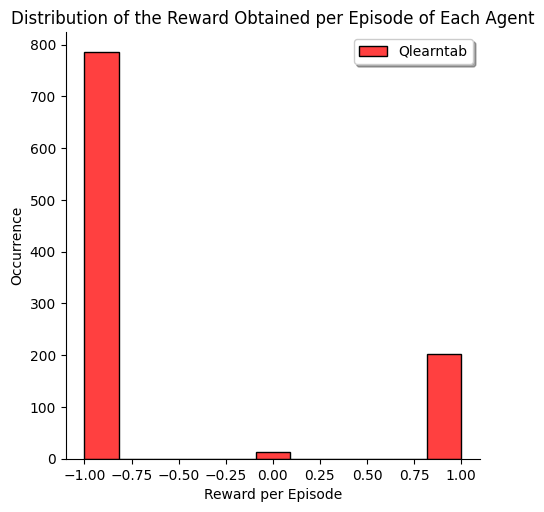 Distribution of the Reward Obtained per Episode of Each Agent
Qlearntab
800
700
600
500
400
300
200
100
0
Occurrence
−1.00 −0.75 −0.50 −0.25 0.00 0.25 0.50 0.75 1.00
Reward per Episode